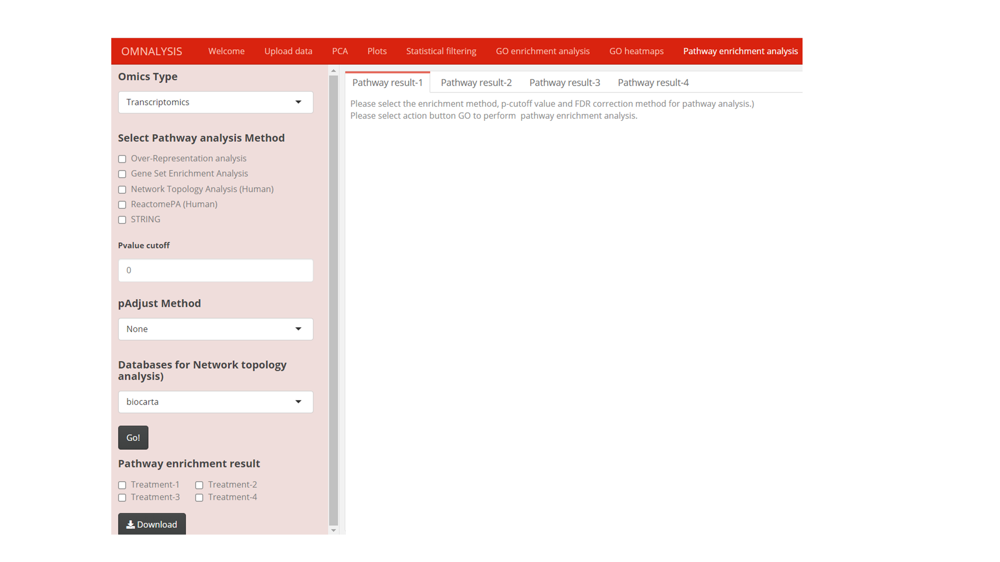 OMNALYSIS Welcome Upload data PCA Plots Statistical filtering GO enrichment analysis GO heatmaps Pathway enrichment analysis
Omics Type
Transcriptomics
Select Pathway analysis Method
Over-Representation analysis
Gene Set Enrichment Analysis
Network Topology Analysis (Human)
ReactomePA (Human)
STRING
Pvalue cutoff
0
pAdjust Method
None
Databases for Network topology
analysis)
biocarta
Go!
Pathway enrichment result
Treatment-1 Treatment-2
Treatment-3 Treatment-4
Download
Pathway result-1 Pathway result-2 Pathway result-3 Pathway result-4
Please select the enrichment method, p-cutoff value and FDR correction method for pathway analysis.)
Please select action button GO to perform pathway enrichment analysis.